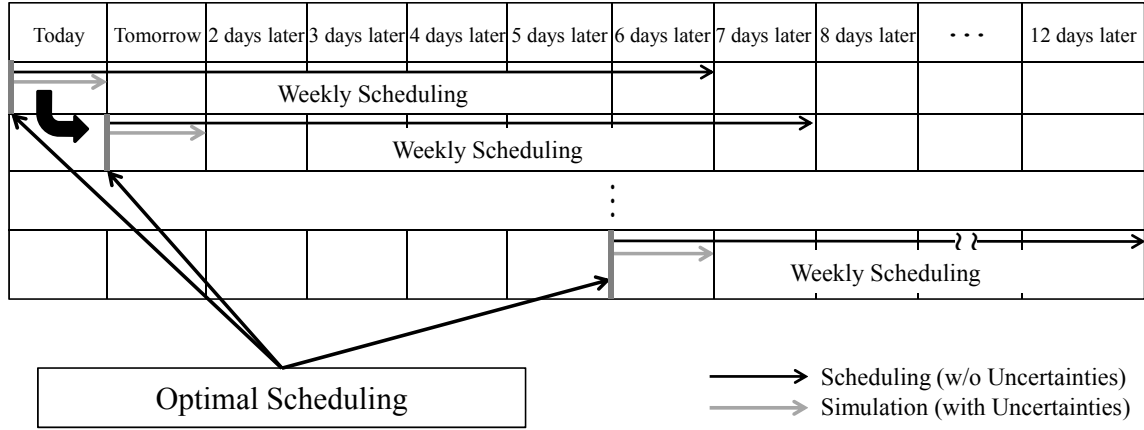 Today Tomorrow 2 days later 3 days later 4 days later 5 days later 6 days later 7 days later 8 days later ··· 12 days later
Weekly Scheduling
Weekly Scheduling
⋮
Weekly Scheduling
Optimal Scheduling
Scheduling (w/o Uncertainties)
Simulation (with Uncertainties)